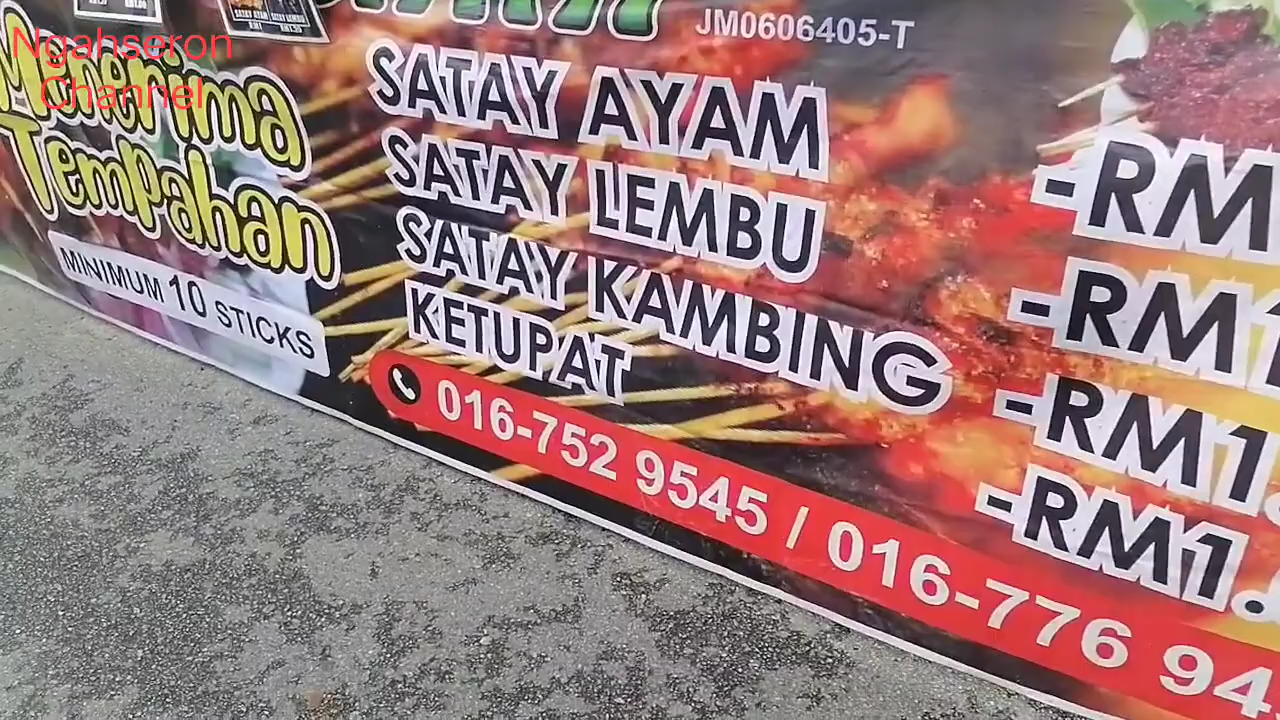 JM0606405-T
Ngahseron
Channel
Menerima
Tempahan
MINIMUM 10 STICKS
SATAY AYAM
SATAY LEMBU
SATAY KAMBING
KETUPAT
-RM
-RM1
-RM1
-RM1.
016-752 9545 / 016-776 94